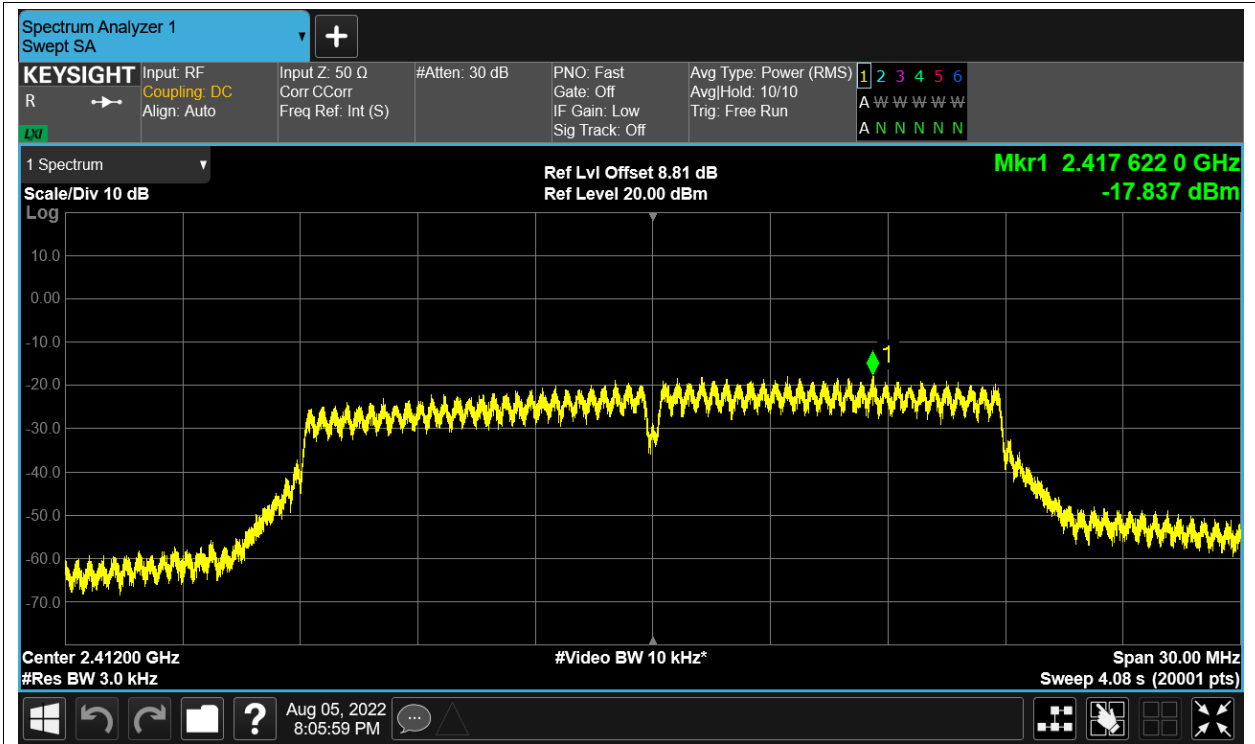 Spectrum Analyzer 1
Swept SA
+
KEYSIGHT
R
LXI
Input: RF
Coupling: DC
Align: Auto
Input Z: 50 Ω
Corr CCorr
Freq Ref: Int (S)
#Atten: 30 dB
PNO: Fast
Gate: Off
IF Gain: Low
Sig Track: Off
Avg Type: Power (RMS)
Avg|Hold: 10/10
Trig: Free Run
1 2 3 4 5 6
A W W W W W
A N N N N N
1 Spectrum
Scale/Div 10 dB
Log
Ref Lvl Offset 8.81 dB
Ref Level 20.00 dBm
Mkr1 2.417 622 0 GHz
-17.837 dBm
10.0
0.00
-10.0
1
-20.0
-30.0
-40.0
-50.0
-60.0
-70.0
Center 2.41200 GHz
#Res BW 3.0 kHz
#Video BW 10 kHz*
Span 30.00 MHz
Sweep 4.08 s (20001 pts)
?
Aug 05, 2022
8:05:59 PM